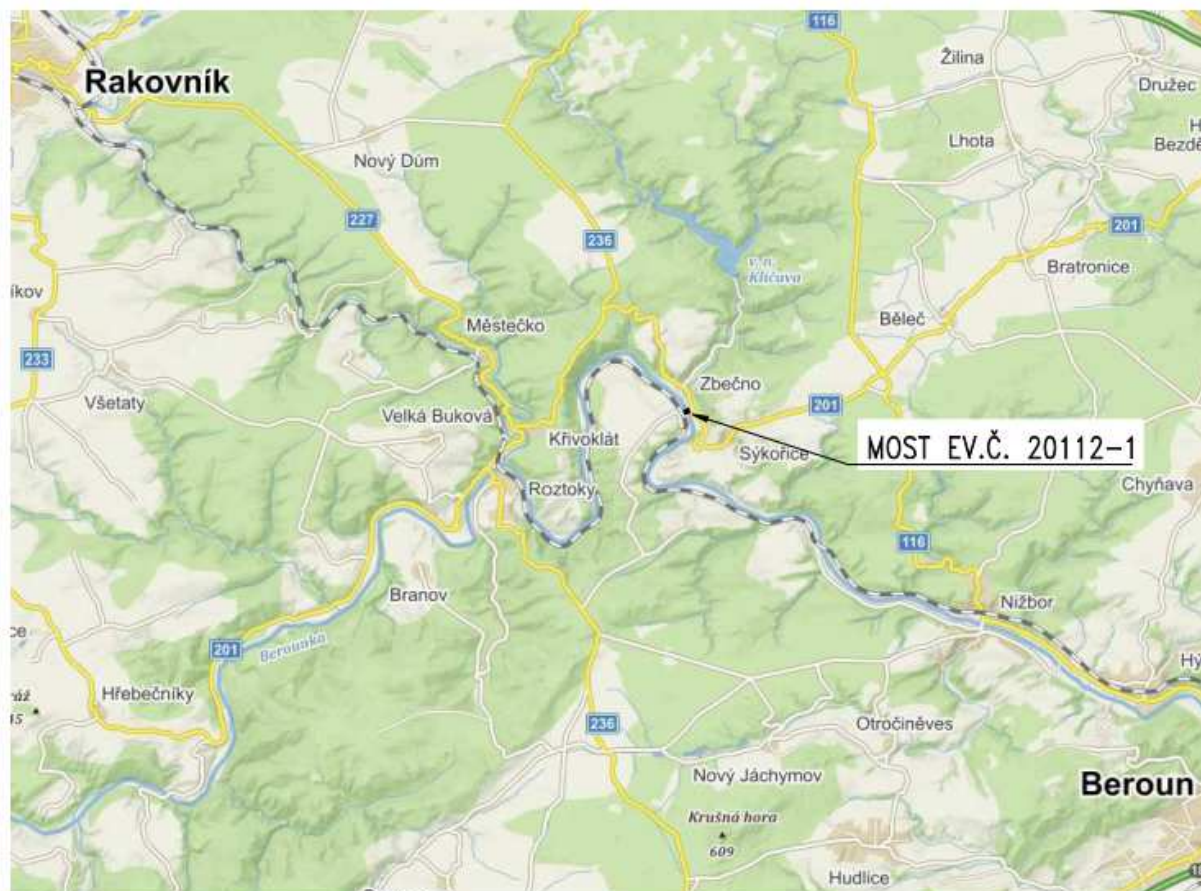 116
Žilina
Rakovník
Družec
Lhota
Nový Dům
227
236
201
v. n.
Klíčava
Bratronice
Běleč
Městečko
233
Všetaty
Zbečno
Velká Buková
201
Křivoklát
MOST EV.Č. 20112-1
Sýkořice
Roztoky
Chyňava
116
Branov
Nižbor
201
Berounka
Hřebečníky
236
Otročiněves
Nový Jáchymov
Beroun
Krušná hora
609
Hudlice